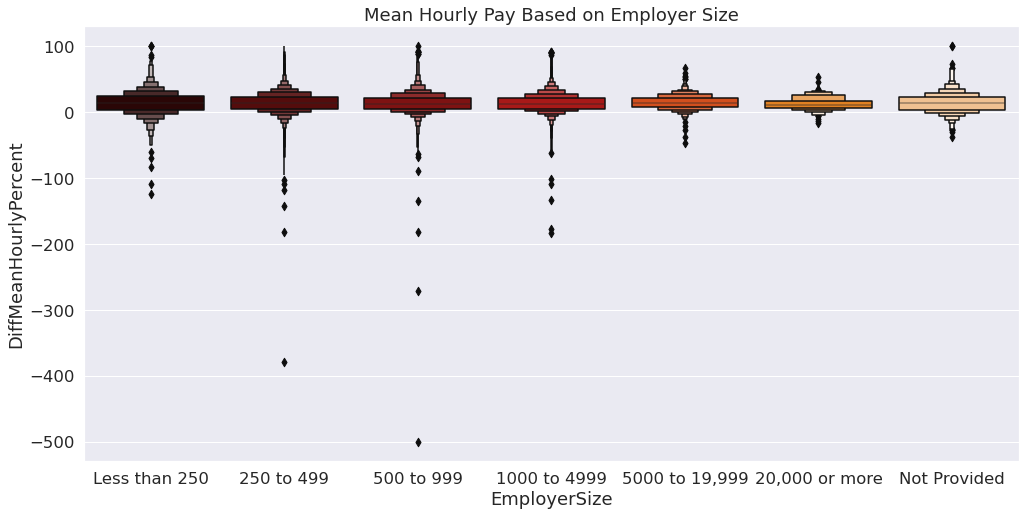 Mean Hourly Pay Based on Employer Size
DiffMeanHourlyPercent
100
0
−100
−200
−300
−400
−500
Less than 250
250 to 499
500 to 999
1000 to 4999
5000 to 19,999
20,000 or more
Not Provided
EmployerSize